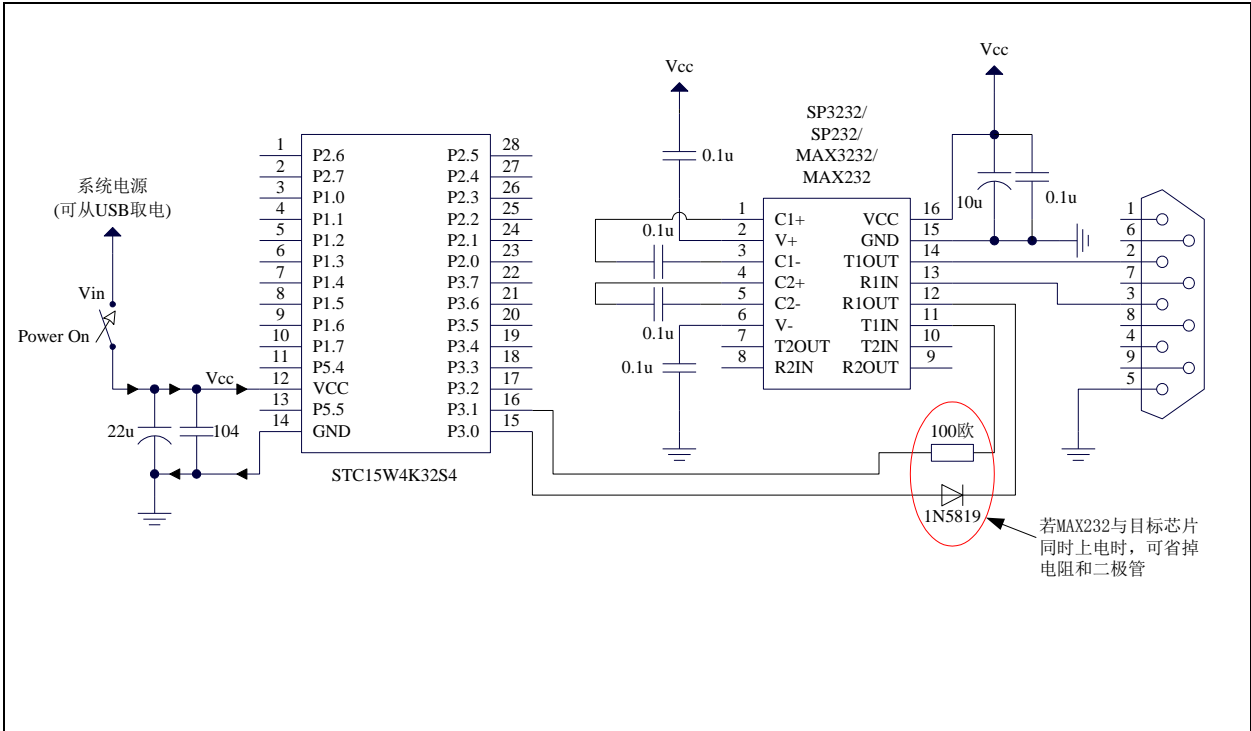 系统电源
(可从USB取电)
Vin
Power On
Vcc
22u
104
1
2
3
4
5
6
7
8
9
10
11
12
13
14
P2.6
P2.7
P1.0
P1.1
P1.2
P1.3
P1.4
P1.5
P1.6
P1.7
P5.4
VCC
P5.5
GND
P2.5
P2.4
P2.3
P2.2
P2.1
P2.0
P3.7
P3.6
P3.5
P3.4
P3.3
P3.2
P3.1
P3.0
28
27
26
25
24
23
22
21
20
19
18
17
16
15
STC15W4K32S4
Vcc
0.1u
0.1u
0.1u
0.1u
SP3232/
SP232/
MAX3232/
MAX232
1
2
3
4
5
6
7
8
C1+
V+
C1-
C2+
C2-
V-
T2OUT
R2IN
VCC
GND
T1OUT
R1IN
R1OUT
T1IN
T2IN
R2OUT
16
15
14
13
12
11
10
9
Vcc
10u
0.1u
1
6
2
7
3
8
4
9
5
100欧
1N5819
若MAX232与目标芯片
同时上电时，可省掉
电阻和二极管